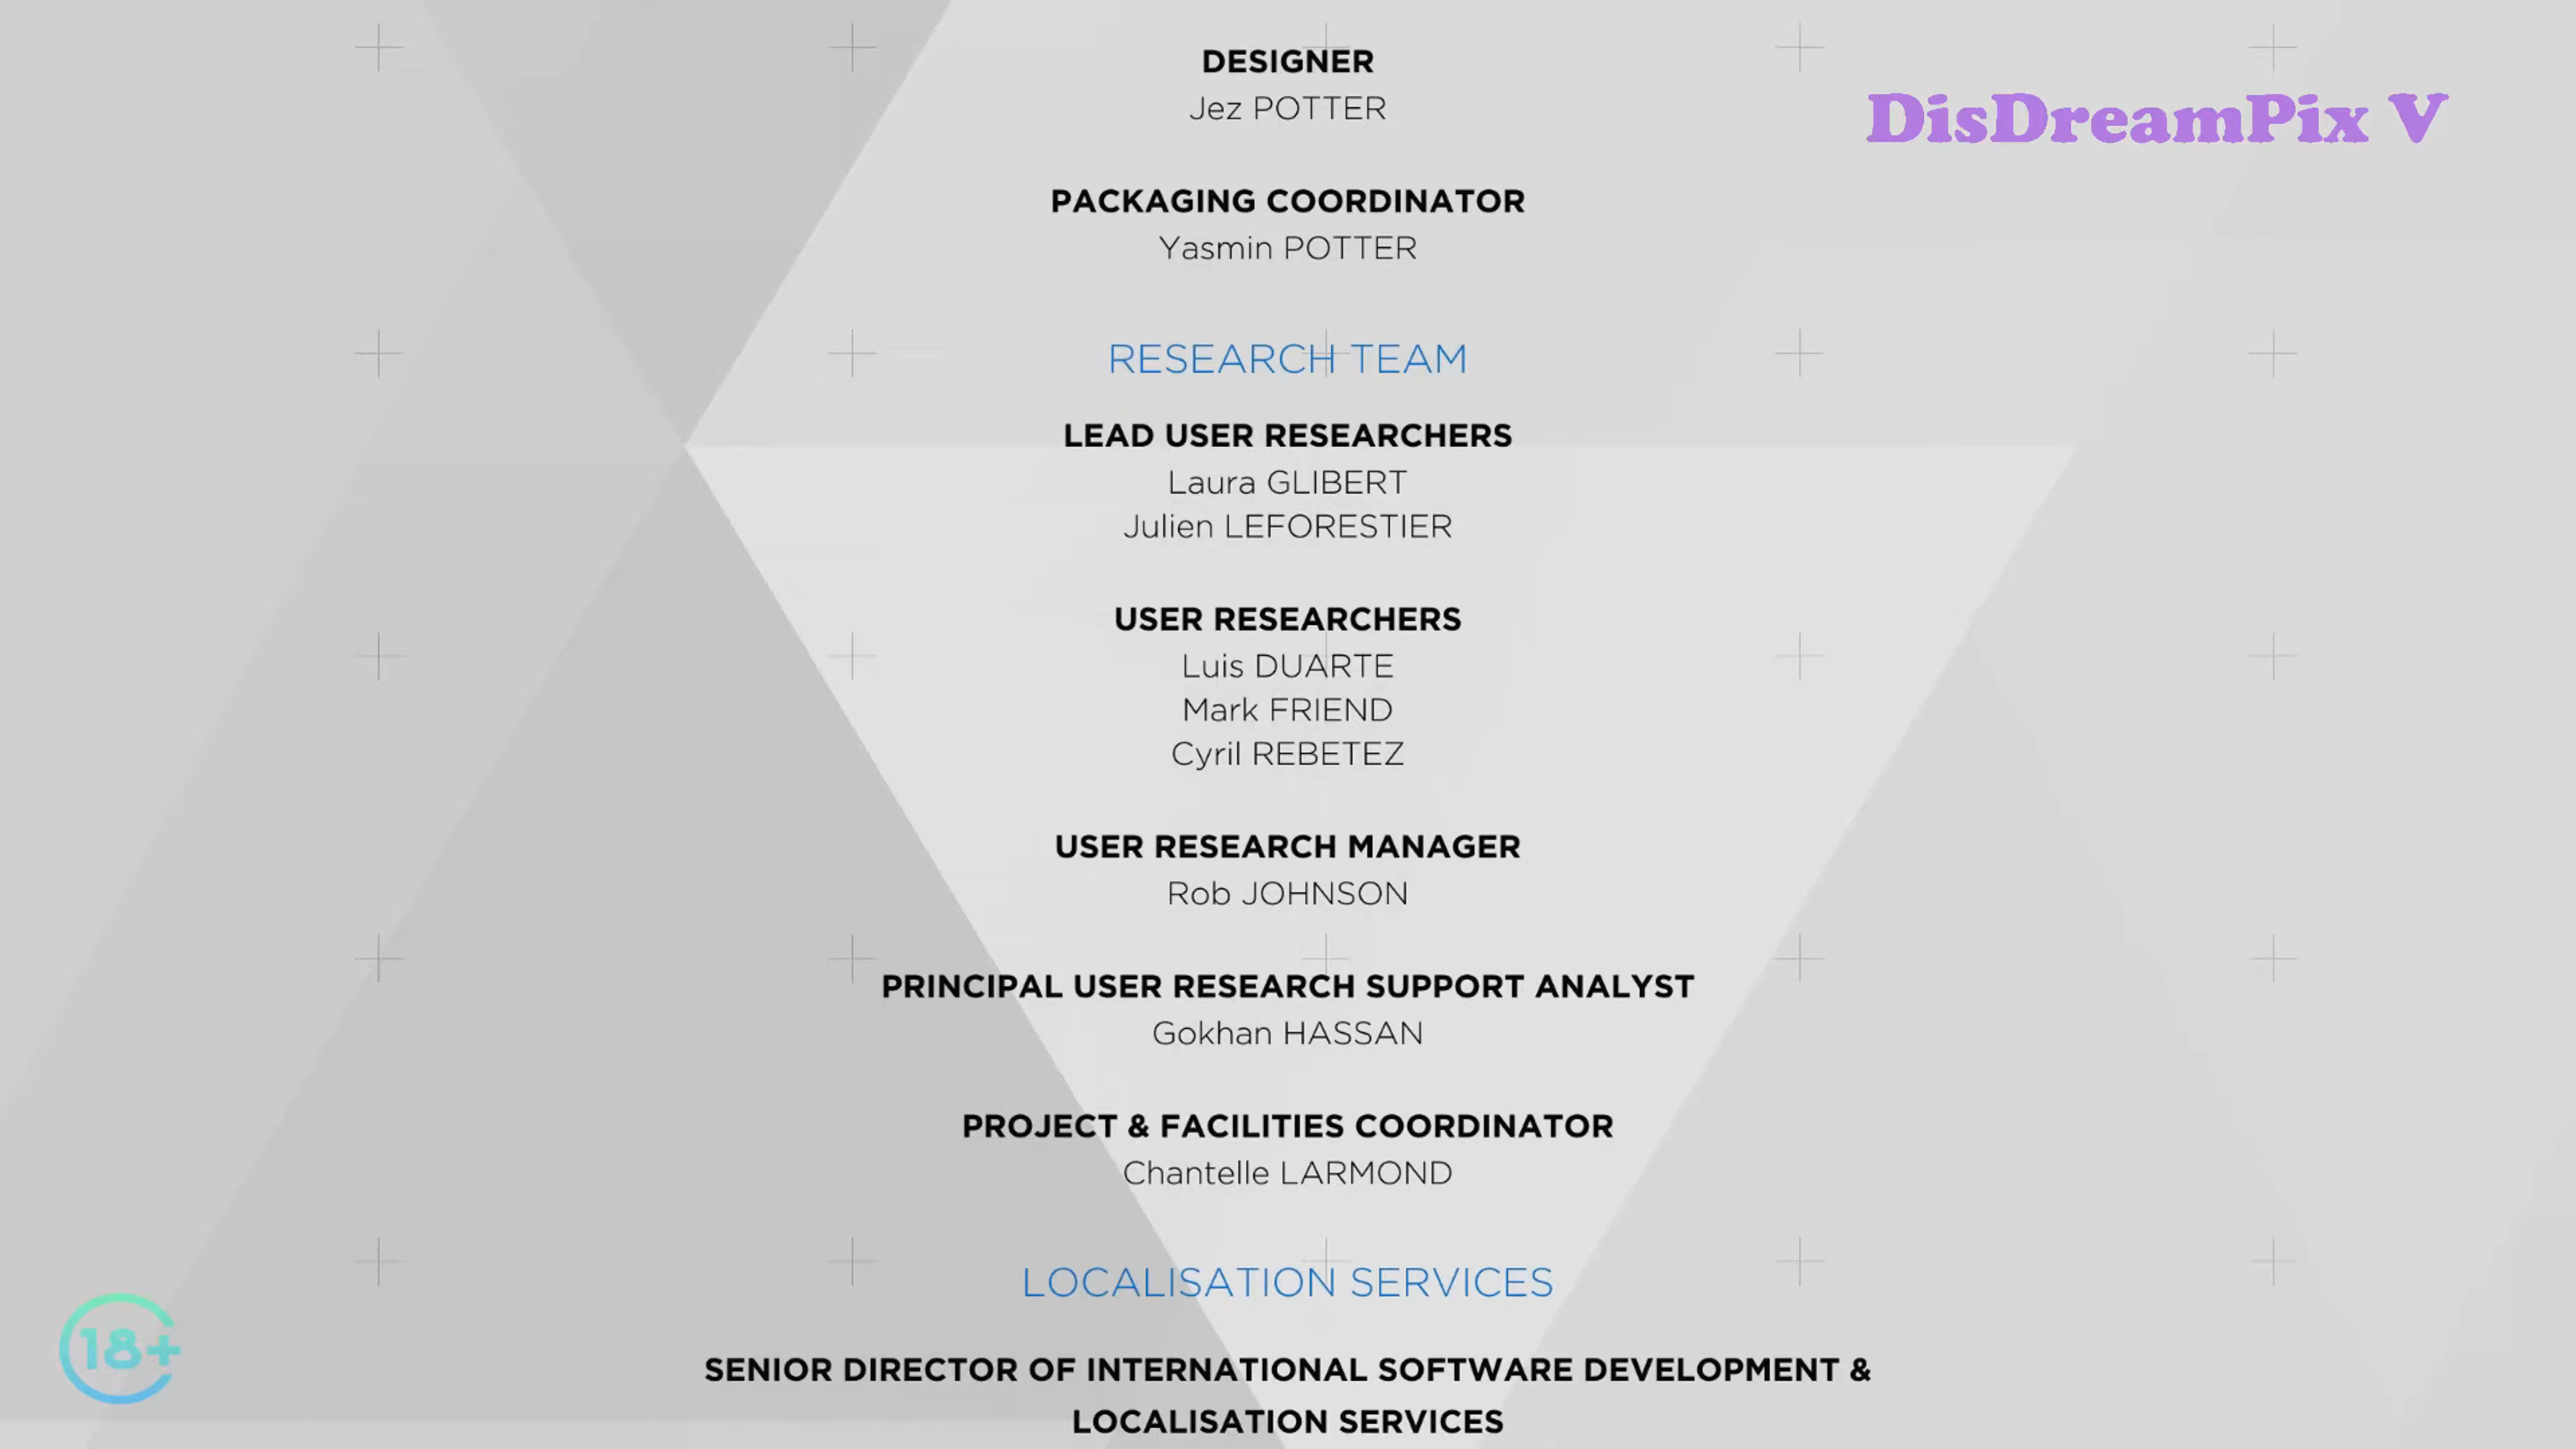 DESIGNER
Jez POTTER
DisDreamPix V
PACKAGING COORDINATOR
Yasmin POTTER
RESEARCH TEAM
LEAD USER RESEARCHERS
Laura GLIBERT
Julien LEFORESTIER
USER RESEARCHERS
Luis DUARTE
Mark FRIEND
Cyril REBETEZ
USER RESEARCH MANAGER
Rob JOHNSON
PRINCIPAL USER RESEARCH SUPPORT ANALYST
Gokhan HASSAN
PROJECT & FACILITIES COORDINATOR
Chantelle LARMOND
LOCALISATION SERVICES
18+
SENIOR DIRECTOR OF INTERNATIONAL SOFTWARE DEVELOPMENT &
LOCALISATION SERVICES